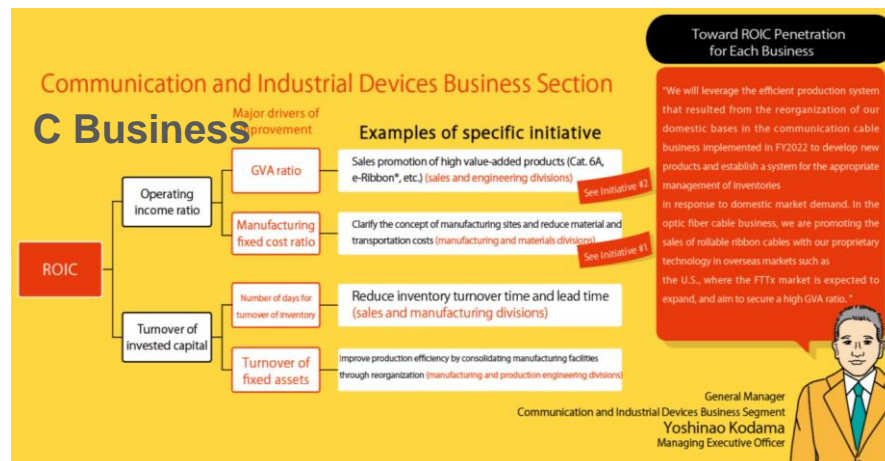 Toward ROIC Penetration
for Each Business
Communication and Industrial Devices Business Section
C Business
Major drivers of
improvement
Examples of specific initiative
ROIC
Operating
income ratio
GVA ratio
Sales promotion of high value-added products (Cat. 6A,
e-Ribbon*, etc.) (sales and engineering divisions)
See Initiative #2
Manufacturing
fixed cost ratio
Clarify the concept of manufacturing sites and reduce material and
transportation costs (manufacturing and materials divisions)
See Initiative #1
Turnover of
invested capital
Number of days for
turnover of inventory
Reduce inventory turnover time and lead time
(sales and manufacturing divisions)
Turnover of
fixed assets
Improve production efficiency by consolidating manufacturing facilities
through reorganization (manufacturing and production engineering divisions)
"We will leverage the efficient production system
that resulted from the reorganization of our
domestic bases in the communication cable
business implemented in FY2022 to develop new
products and establish a system for the appropriate
management of inventories
in response to domestic market demand. In the
optic fiber cable business, we are promoting the
sales of rollable ribbon cables with our proprietary
technology in overseas markets such as
the U.S., where the FTTx market is expected to
expand, and aim to secure a high GVA ratio. "
General Manager
Communication and Industrial Devices Business Segment
Yoshinao Kodama
Managing Executive Officer